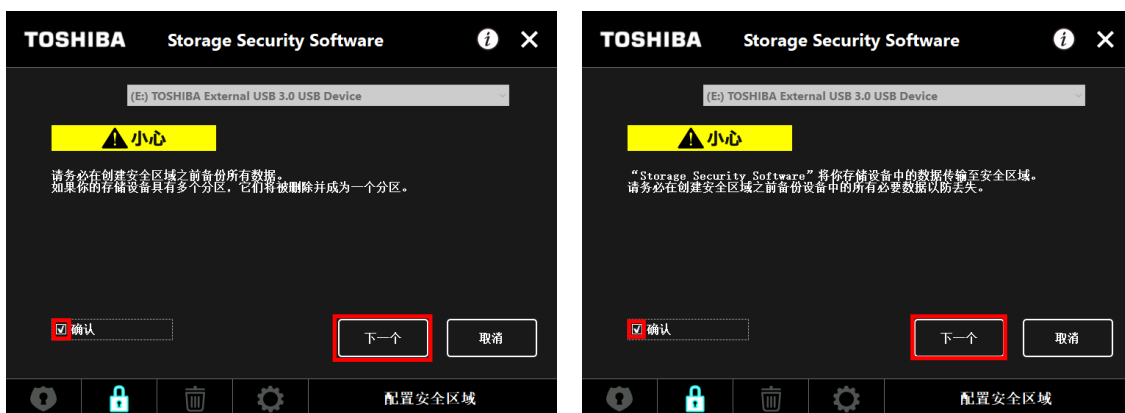 TOSHIBA Storage Security Software
(E:) TOSHIBA External USB 3.0 USB Device
小心
请务必在创建安全区域之前备份所有数据。
如果你的存储设备具有多个分区，它们将被删除并成为一个分区。
确认
下一个
取消
配置安全区域
TOSHIBA Storage Security Software
(E:) TOSHIBA External USB 3.0 USB Device
小心
“Storage Security Software”将你存储设备中的数据传输至安全区域。
请务必在创建安全区域之前备份设备中的所有必要数据以防丢失。
确认
下一个
取消
配置安全区域